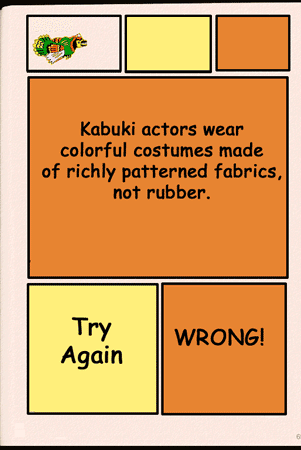 Kabuki actors wear
colorful costumes made
of richly patterned fabrics,
not rubber.
Try
Again
WRONG!